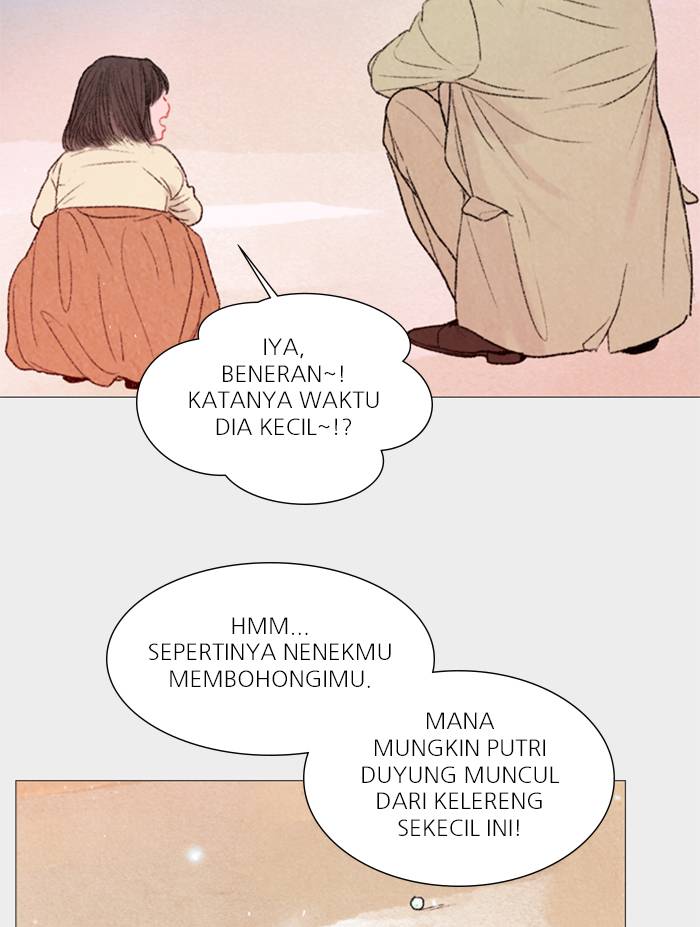 IYA,
BENERAN~!
KATANYA WAKTU
DIA KECIL~!?
HMM...
SEPERTINYA NENEKMU
MEMBOHONGIMU.
MANA
MUNGKIN PUTRI
DUYUNG MUNCUL
DARI KELERENG
SEKECIL INI!